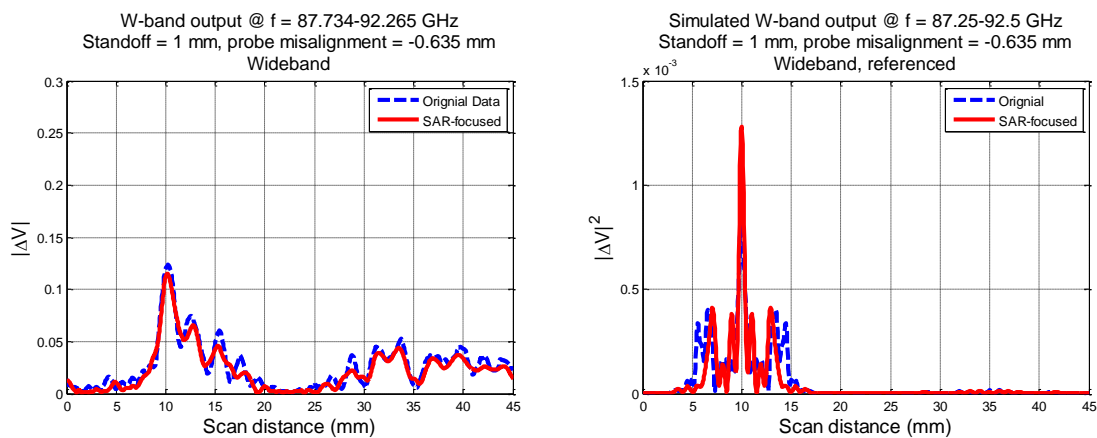 W-band output @ f = 87.734-92.265 GHz
Standoff = 1 mm, probe misalignment = -0.635 mm
Wideband
0.3
0.25
0.2
0.15
0.1
0.05
0
|ΔV|
Orignial Data
SAR-focused
0 5 10 15 20 25 30 35 40 45
Scan distance (mm)
Simulated W-band output @ f = 87.25-92.5 GHz
Standoff = 1 mm, probe misalignment = -0.635 mm
Wideband, referenced
x 10⁻³
1.5
1
0.5
0
|ΔV|²
Orignial
SAR-focused
0 5 10 15 20 25 30 35 40 45
Scan distance (mm)